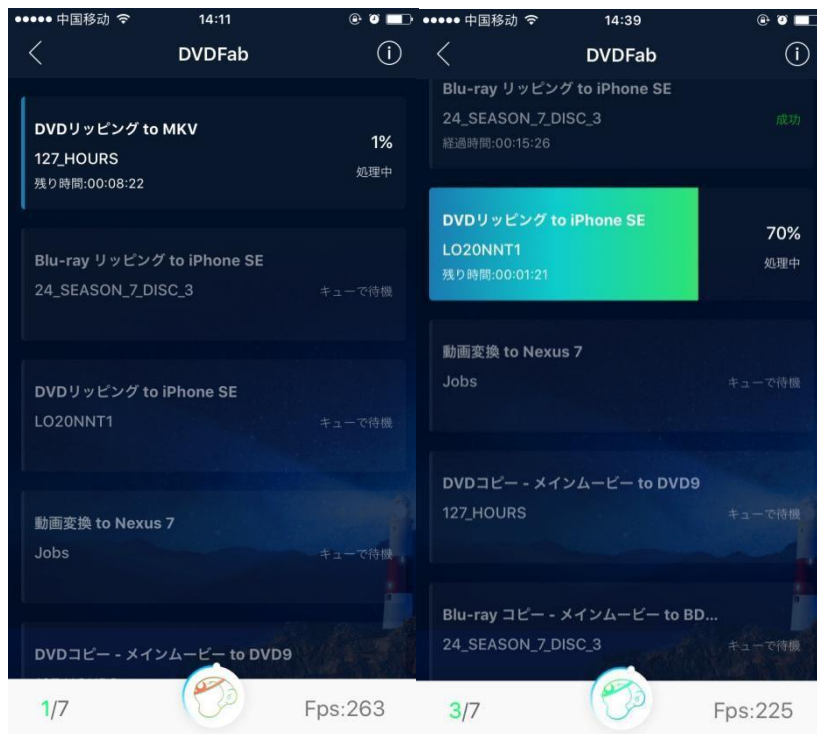 中国移动
14:11
DVDFab
DVDリッピング to MKV
127_HOURS
残り時間:00:08:22
1%
処理中
Blu-ray リッピング to iPhone SE
24_SEASON_7_DISC_3
キューで待機
DVDリッピング to iPhone SE
LO20NNT1
キューで待機
動画変換 to Nexus 7
Jobs
キューで待機
DVDコピー - メインムービー to DVD9
1/7
Fps:263
中国移动
14:39
DVDFab
Blu-ray リッピング to iPhone SE
24_SEASON_7_DISC_3
経過時間:00:15:26
成功
DVDリッピング to iPhone SE
LO20NNT1
残り時間:00:01:21
70%
処理中
動画変換 to Nexus 7
Jobs
キューで待機
DVDコピー - メインムービー to DVD9
127_HOURS
キューで待機
Blu-ray コピー - メインムービー to BD...
24_SEASON_7_DISC_3
キューで待機
3/7
Fps:225